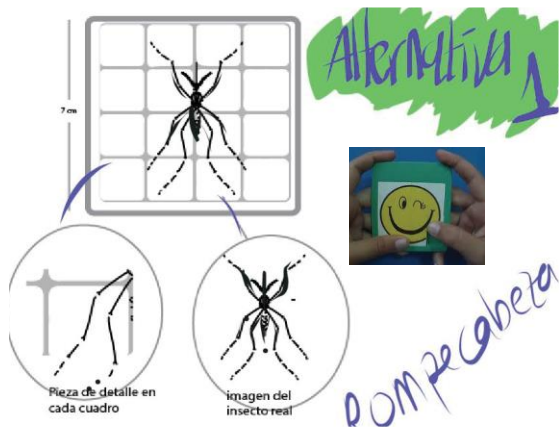 Alternativa
1
7 cm
Pieza de detalle en
cada cuadro
imagen del
insecto real
Rompecabeza